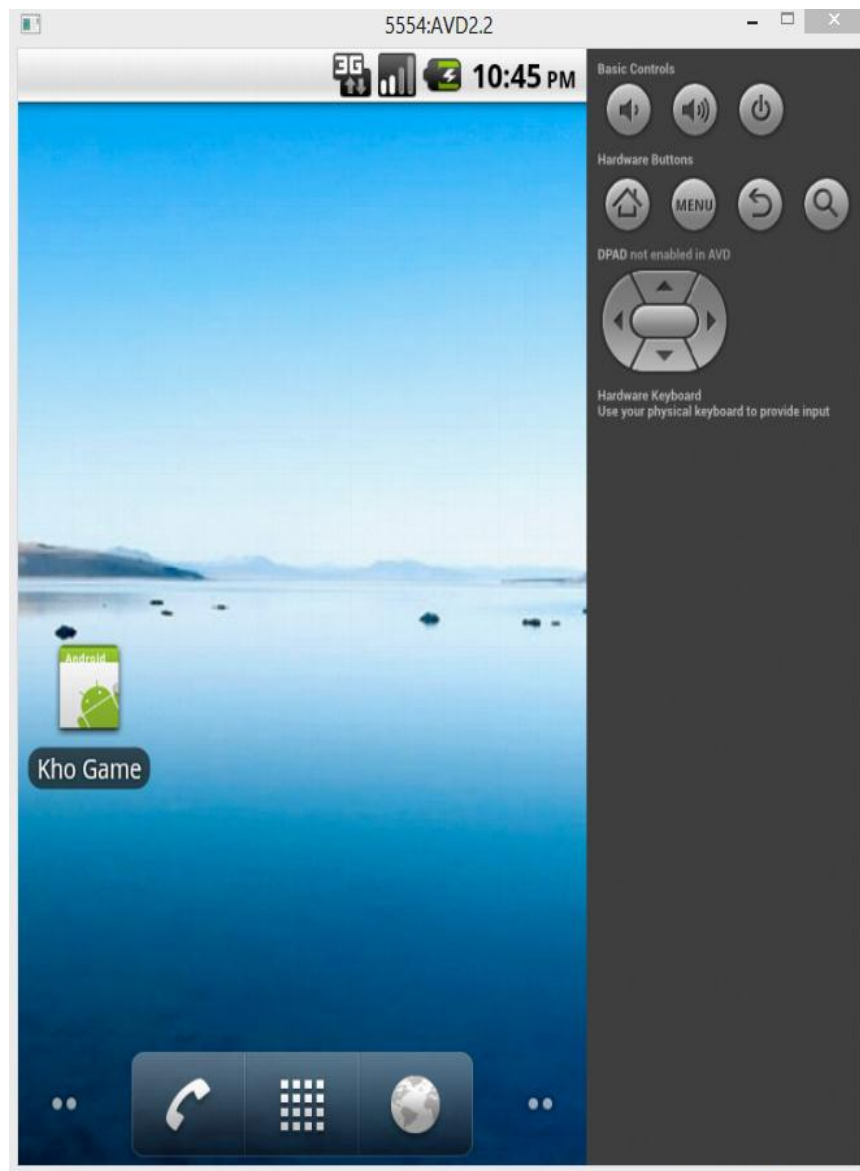 5554:AVD2.2
3G
10:45 PM
Basic Controls
Hardware Buttons
MENU
DPAD not enabled in AVD
Hardware Keyboard
Use your physical keyboard to provide input
Android
Kho Game